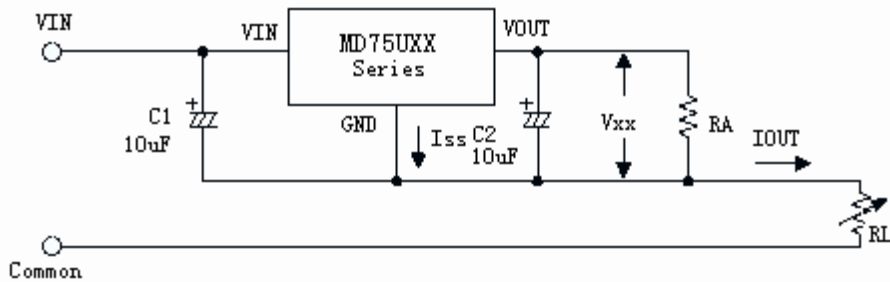 VIN
VIN
MD75UXX
Series
VOUT
C1
10uF
+
GND
Iss
C2
10uF
+
Vxx
RA
IOUT
RL
Common